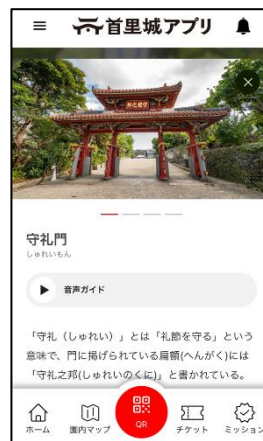 首里城アプリ
守禮之邦
守礼門
しゅれいもん
音声ガイド
「守礼（しゅれい）」とは「礼節を守る」という
意味で、門に掲げられている扁額(へんがく)には
「守礼之邦(しゅれいのくに)」と書かれている。
ホーム
園内マップ
QR
チケット
ミッション